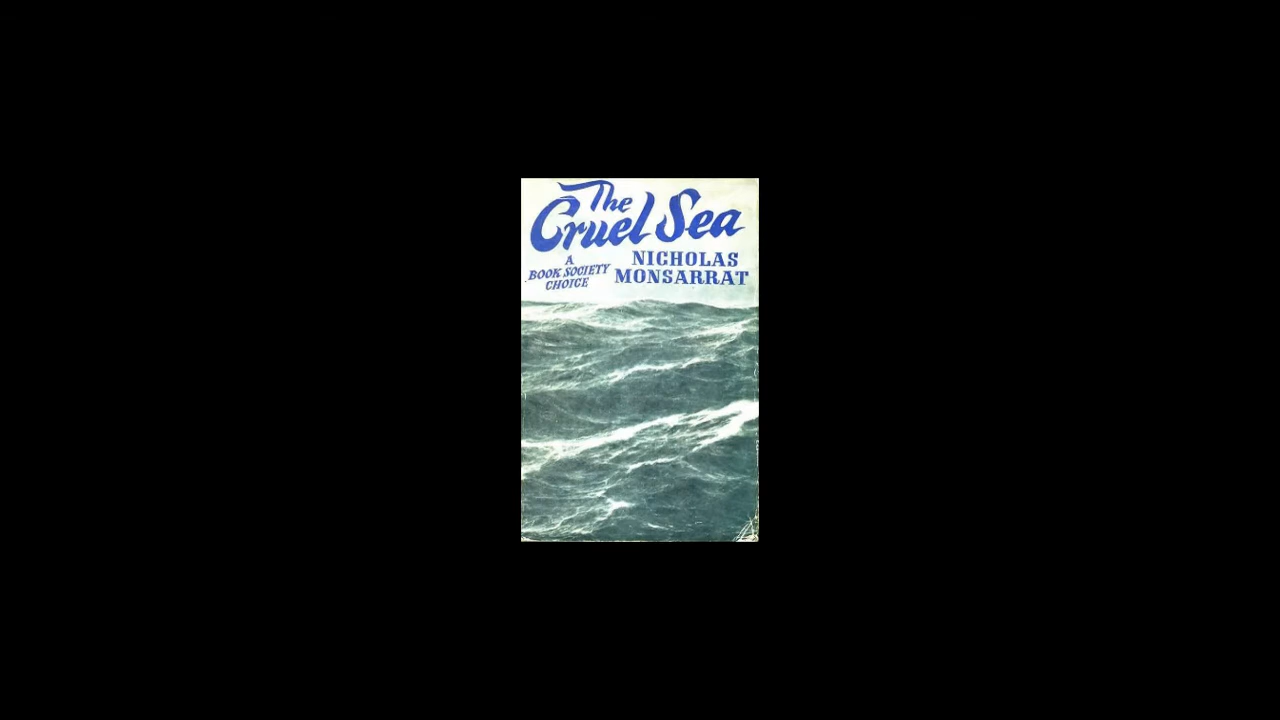 The
Cruel Sea
A
BOOK SOCIETY
CHOICE
NICHOLAS
MONSARRAT